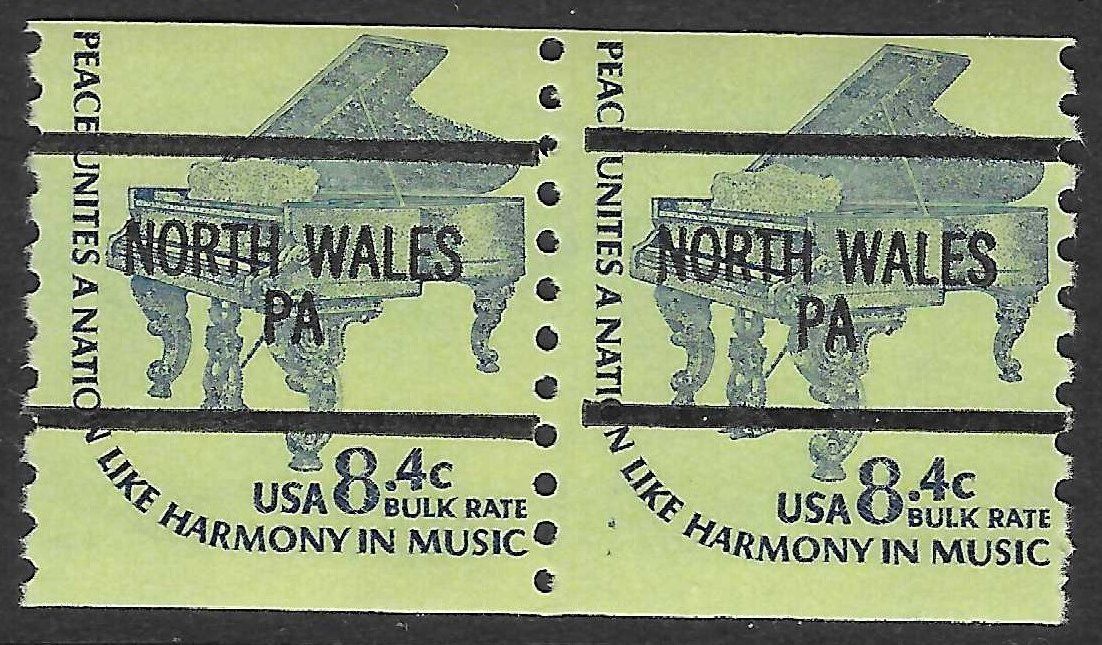 PEACE UNITES A NATION LIKE HARMONY IN MUSIC
NORTH WALES
PA
USA 8.4c
BULK RATE
PEACE UNITES A NATION LIKE HARMONY IN MUSIC
NORTH WALES
PA
USA 8.4c
BULK RATE